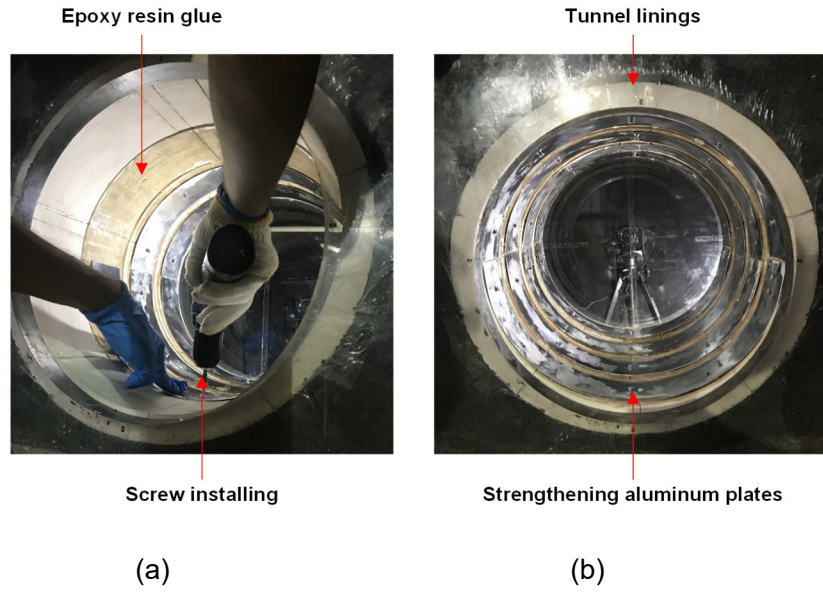 Epoxy resin glue
Tunnel linings
Screw installing
Strengthening aluminum plates
(a)
(b)